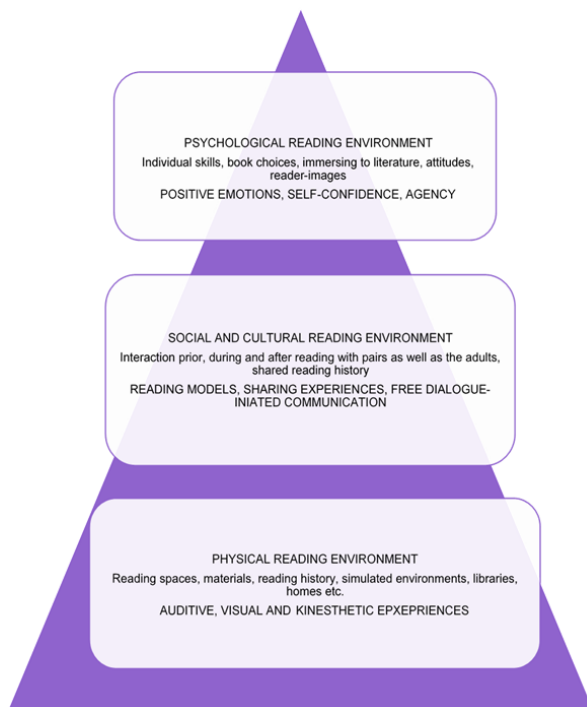 PSYCHOLOGICAL READING ENVIRONMENT
Individual skills, book choices, immersing to literature, attitudes,
reader-images
POSITIVE EMOTIONS, SELF-CONFIDENCE, AGENCY
SOCIAL AND CULTURAL READING ENVIRONMENT
Interaction prior, during and after reading with pairs as well as the adults,
shared reading history
READING MODELS, SHARING EXPERIENCES, FREE DIALOGUE-
INIATED COMMUNICATION
PHYSICAL READING ENVIRONMENT
Reading spaces, materials, reading history, simulated environments, libraries,
homes etc.
AUDITIVE, VISUAL AND KINESTHETIC EPXEPRIENCES